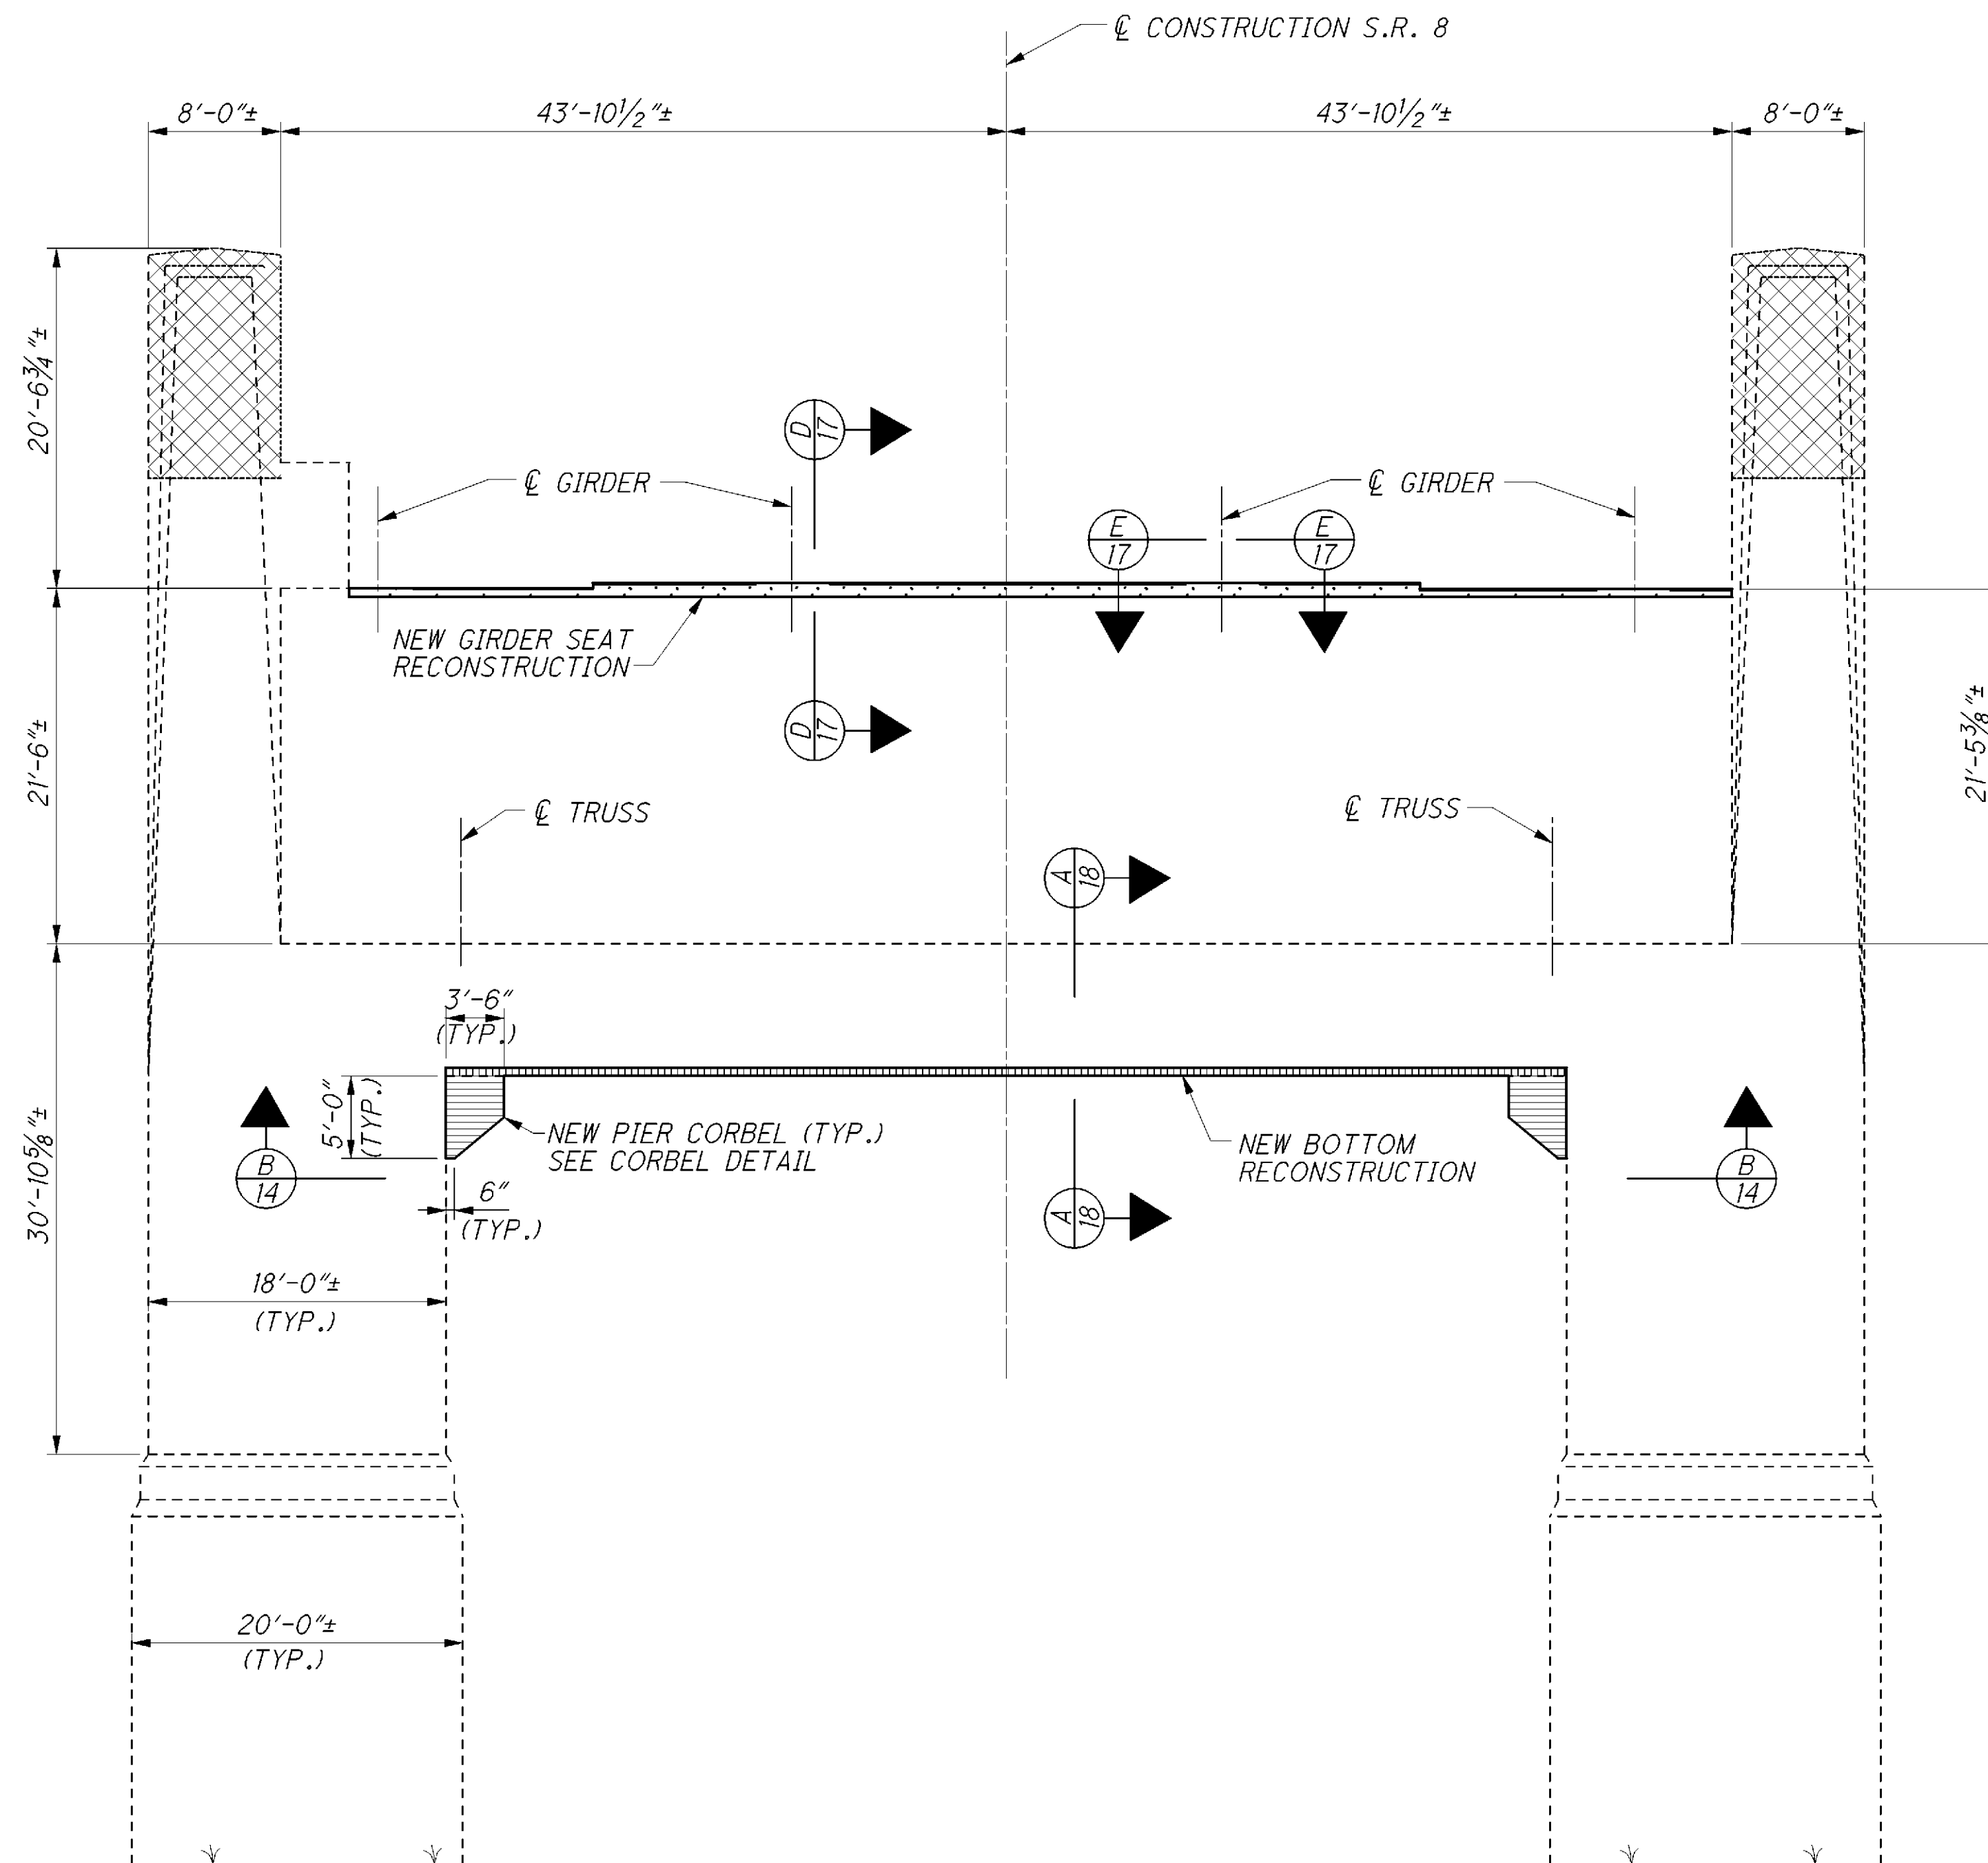 ℄ CONSTRUCTION S.R. 8
8'-0"±
43'-10½"±
43'-10½"±
8'-0"±
20'-6¾"±
D
17
℄ GIRDER
℄ GIRDER
E
17
E
17
NEW GIRDER SEAT
RECONSTRUCTION
D
17
21'-6"±
21'-5⅜"±
℄ TRUSS
℄ TRUSS
A
18
3'-6"
(TYP.)
5'-0"
(TYP.)
NEW PIER CORBEL (TYP.)
SEE CORBEL DETAIL
NEW BOTTOM
RECONSTRUCTION
B
14
B
14
6"
(TYP.)
A
18
30'-10⅝"±
18'-0"±
(TYP.)
20'-0"±
(TYP.)